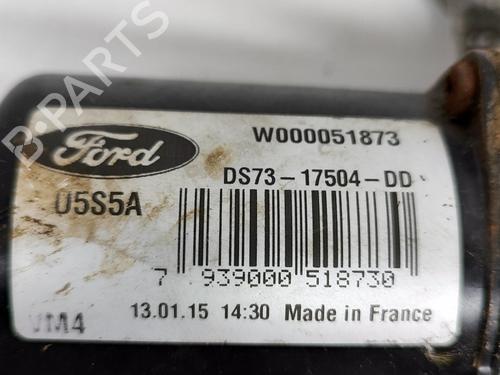 W000051873
Ford
DS73-17504-DD
U5S5A
7 939000 518730
13.01.15 14:30 Made in France
VM4
B-PARTS